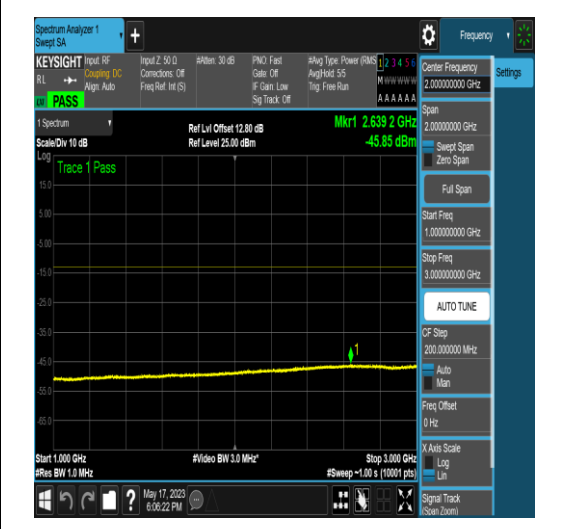 Spectrum Analyzer 1
Swept SA
Frequency
KEYSIGHT
RL
PASS
Input: RF
Coupling: DC
Align: Auto
Input Z: 50 Ω
Corrections: Off
Freq Ref: Int (S)
#Atten: 30 dB
PNO: Fast
Gate: Off
IF Gain: Low
Sig Track: Off
#Avg Type: Power (RMS
Avg|Hold: 5/5
Trig: Free Run
1 2 3 4 5 6
M W W W W W
A A A A A A
Center Frequency
2.000000000 GHz
Settings
Span
2.00000000 GHz
Swept Span
Zero Span
Full Span
Start Freq
1.000000000 GHz
Stop Freq
3.000000000 GHz
AUTO TUNE
CF Step
200.000000 MHz
Auto
Man
Freq Offset
0 Hz
X Axis Scale
Log
Lin
Signal Track
(Span Zoom)
1 Spectrum
Scale/Div 10 dB
Ref Lvl Offset 12.80 dB
Ref Level 25.00 dBm
Mkr1 2.639 2 GHz
-45.85 dBm
Log
Trace 1 Pass
15.0
5.00
-5.00
-15.0
-25.0
-35.0
-45.0
-55.0
-65.0
1
Start 1.000 GHz
#Res BW 1.0 MHz
#Video BW 3.0 MHz*
Stop 3.000 GHz
#Sweep ~1.00 s (10001 pts)
May 17, 2023
6:06:22 PM